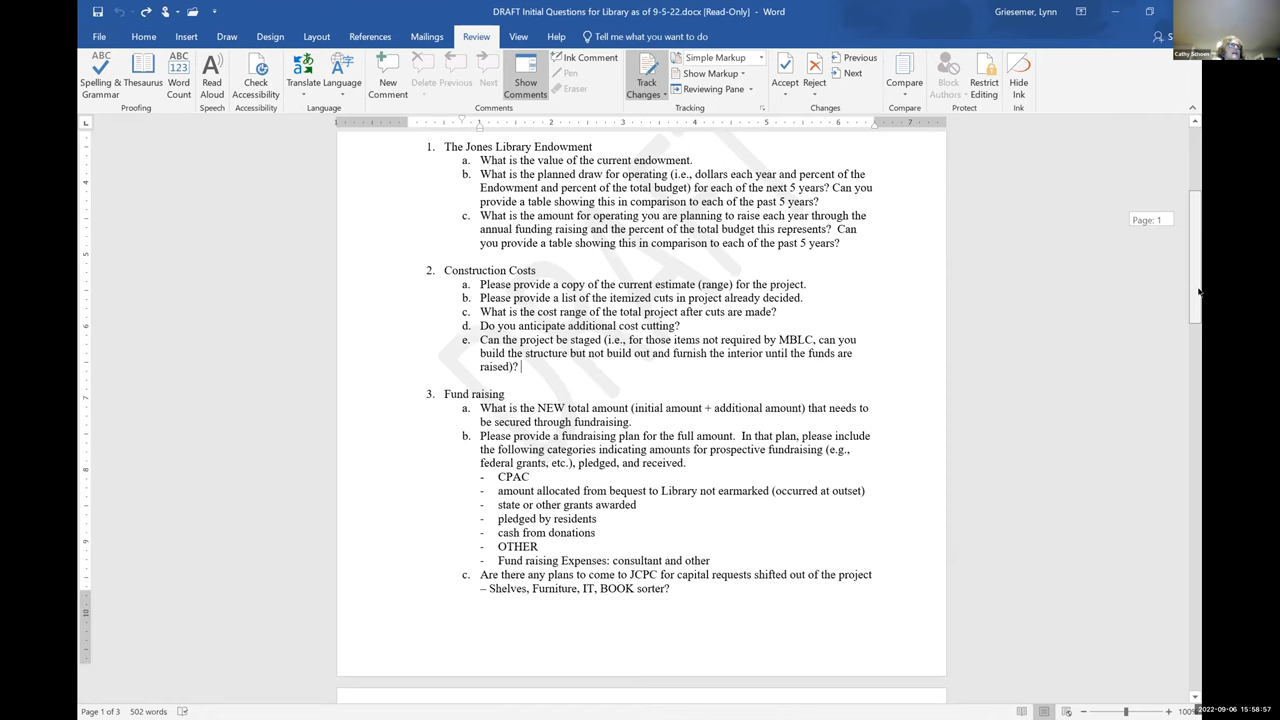 DRAFT Initial Questions for Library as of 9-5-22.docx [Read-Only] - Word
Griesemer, Lynn
Cathy Schoen
File Home Insert Draw Design Layout References Mailings Review View Help Tell me what you want to do
Spelling & Grammar
Thesaurus
Word Count
Proofing
Read Aloud
Speech
Check Accessibility
Accessibility
Translate
Language
Language
New Comment
Delete
Previous
Next
Show Comments
Ink Comment
Pen
Eraser
Comments
Track Changes
Simple Markup
Show Markup
Reviewing Pane
Tracking
Accept
Reject
Previous
Next
Changes
Compare
Compare
Block Authors
Restrict Editing
Protect
Hide Ink
Ink
1 1 2 3 4 5 6 7
DRAFT
1. The Jones Library Endowment
a. What is the value of the current endowment.
b. What is the planned draw for operating (i.e., dollars each year and percent of the
Endowment and percent of the total budget) for each of the next 5 years? Can you
provide a table showing this in comparison to each of the past 5 years?
c. What is the amount for operating you are planning to raise each year through the
annual funding raising and the percent of the total budget this represents? Can
you provide a table showing this in comparison to each of the past 5 years?
2. Construction Costs
a. Please provide a copy of the current estimate (range) for the project.
b. Please provide a list of the itemized cuts in project already decided.
c. What is the cost range of the total project after cuts are made?
d. Do you anticipate additional cost cutting?
e. Can the project be staged (i.e., for those items not required by MBLC, can you
build the structure but not build out and furnish the interior until the funds are
raised)?
3. Fund raising
a. What is the NEW total amount (initial amount + additional amount) that needs to
be secured through fundraising.
b. Please provide a fundraising plan for the full amount. In that plan, please include
the following categories indicating amounts for prospective fundraising (e.g.,
federal grants, etc.), pledged, and received.
- CPAC
- amount allocated from bequest to Library not earmarked (occurred at outset)
- state or other grants awarded
- pledged by residents
- cash from donations
- OTHER
- Fund raising Expenses: consultant and other
c. Are there any plans to come to JCPC for capital requests shifted out of the project
– Shelves, Furniture, IT, BOOK sorter?
Page: 1
4
5
6
7
8
9
10
Page 1 of 3 502 words
100%
2022-09-06 15:58:57